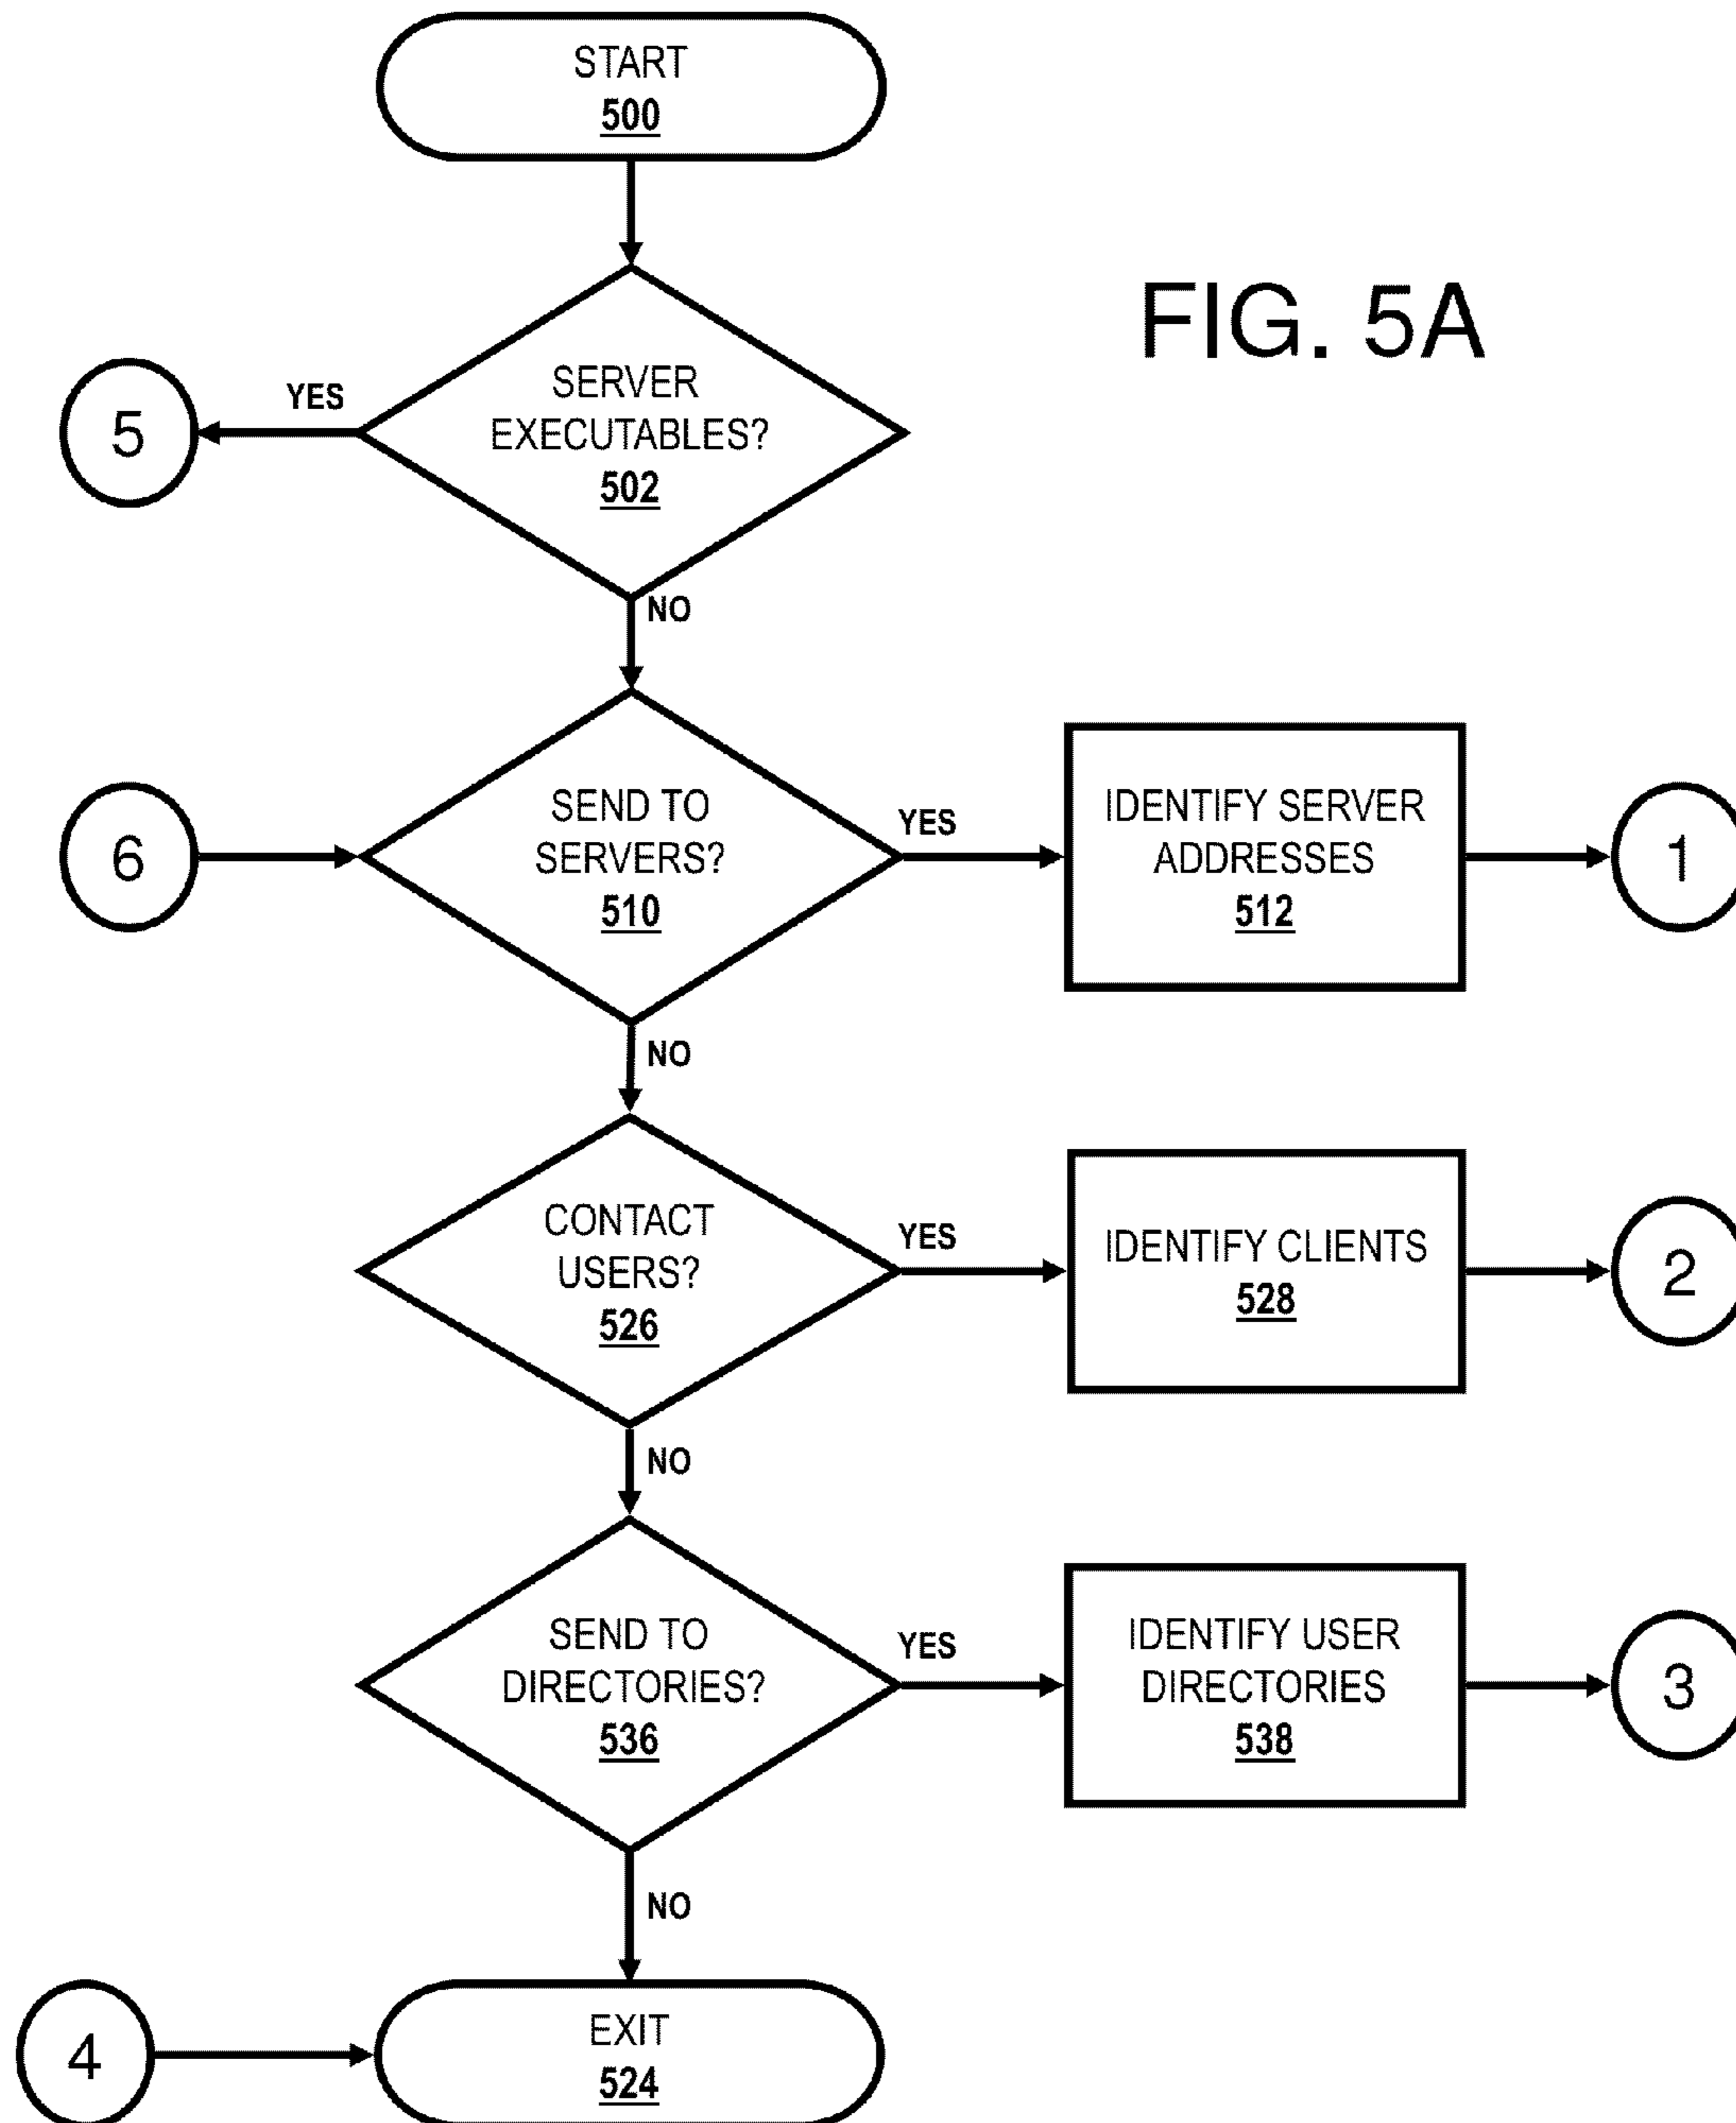 START
500
FIG. 5A
SERVER
EXECUTABLES?
502
YES
5
NO
6
SEND TO
SERVERS?
510
YES
IDENTIFY SERVER
ADDRESSES
512
1
NO
CONTACT
USERS?
526
YES
IDENTIFY CLIENTS
528
2
NO
SEND TO
DIRECTORIES?
536
YES
IDENTIFY USER
DIRECTORIES
538
3
NO
4
EXIT
524